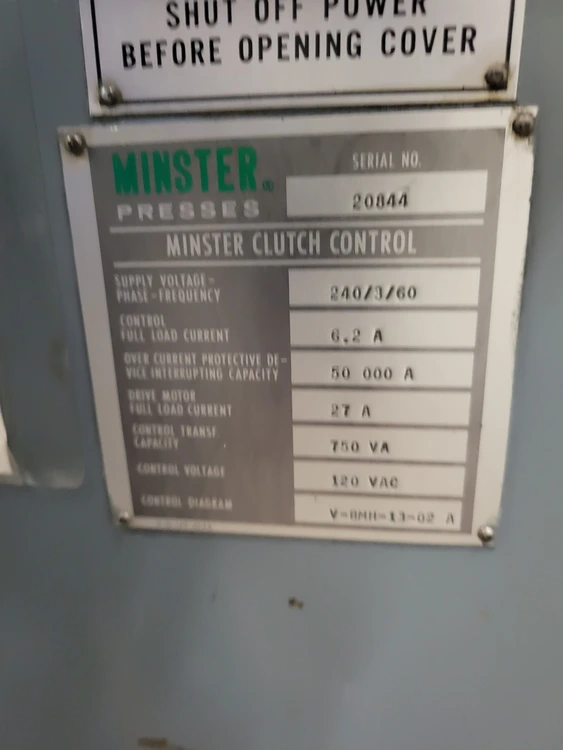 SHUT OFF POWER
BEFORE OPENING COVER
MINSTER
PRESSES
SERIAL NO.
20844
MINSTER CLUTCH CONTROL
SUPPLY VOLTAGE-
PHASE-FREQUENCY
240/3/60
CONTROL
FULL LOAD CURRENT
6.2 A
OVER CURRENT PROTECTIVE DE-
VICE INTERRUPTING CAPACITY
50 000 A
DRIVE MOTOR
FULL LOAD CURRENT
27 A
CONTROL TRANSF.
CAPACITY
750 VA
CONTROL VOLTAGE
120 VAC
CONTROL DIAGRAM
V-8MH-13-02 A